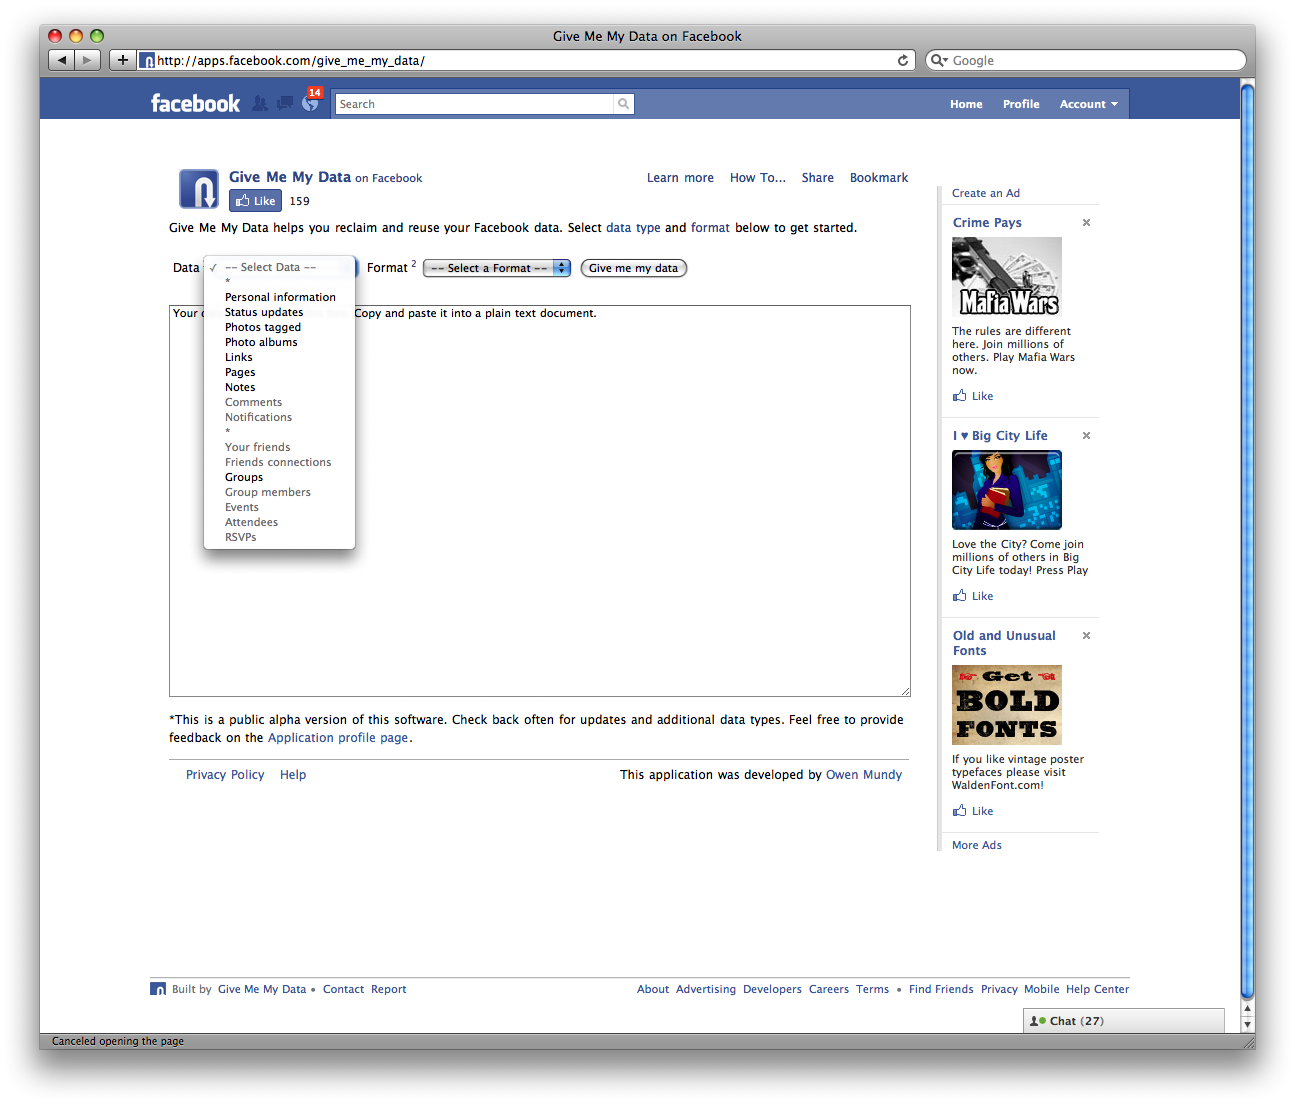 Give Me My Data on Facebook
http://apps.facebook.com/give_me_my_data/
Google
facebook
14
Search
Home Profile Account
Give Me My Data on Facebook
Like 159
Learn more How To... Share Bookmark
Give Me My Data helps you reclaim and reuse your Facebook data. Select data type and format below to get started.
Data
✓ -- Select Data --
Format 2
-- Select a Format --
Give me my data
*
Personal information
Status updates
Photos tagged
Photo albums
Links
Pages
Notes
Comments
Notifications
*
Your friends
Friends connections
Groups
Group members
Events
Attendees
RSVPs
Your Copy and paste it into a plain text document.
*This is a public alpha version of this software. Check back often for updates and additional data types. Feel free to provide
feedback on the Application profile page.
Privacy Policy Help
This application was developed by Owen Mundy
Create an Ad
Crime Pays
Mafia Wars
The rules are different
here. Join millions of
others. Play Mafia Wars
now.
Like
I ♥ Big City Life
Love the City? Come join
millions of others in Big
City Life today! Press Play
Like
Old and Unusual
Fonts
Get
BOLD
FONTS
If you like vintage poster
typefaces please visit
WaldenFont.com!
Like
More Ads
Built by Give Me My Data • Contact Report
About Advertising Developers Careers Terms • Find Friends Privacy Mobile Help Center
Chat (27)
Canceled opening the page